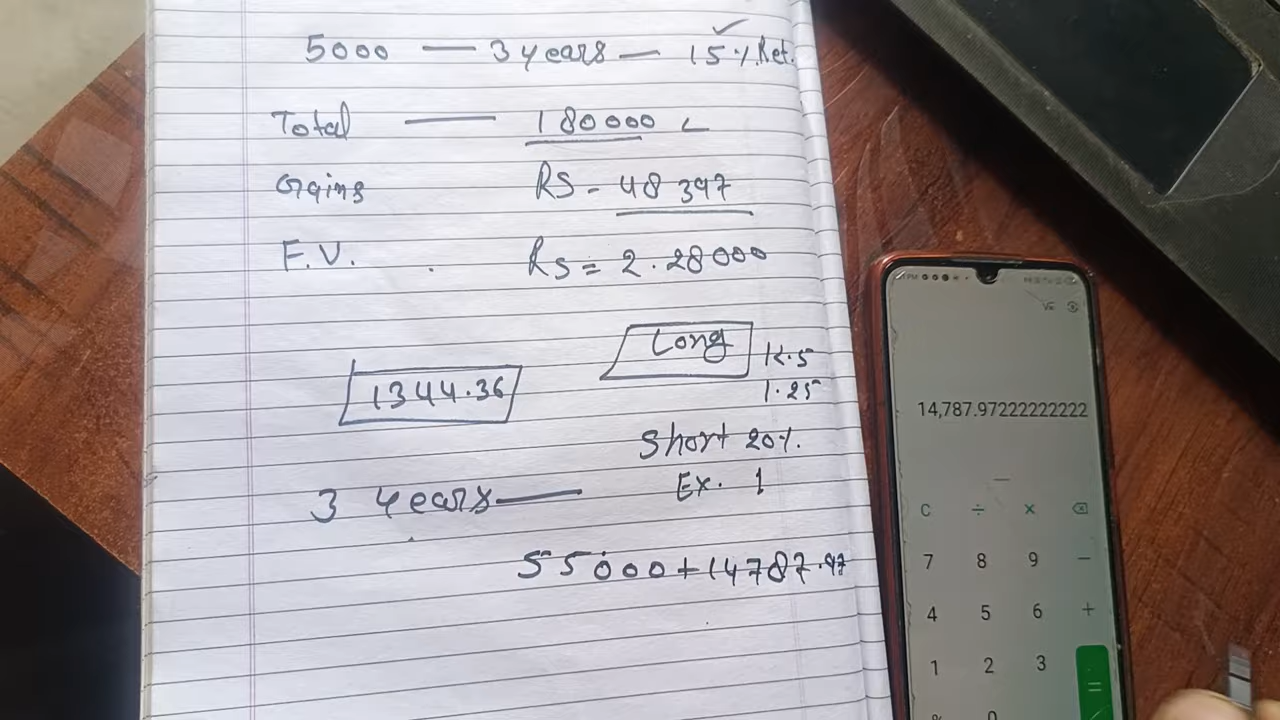 5000 — 3 years — 15% Ret.
Total — 180000
Gains Rs - 48397
F.V. Rs = 2.28000
Long
1344.36
12.5
1.25
Short 20%.
Ex. 1
3 years —
55000+14787.97
VE
14,787.97222222222
C ÷ ×
7 8 9 −
4 5 6 +
1 2 3 =
% 0